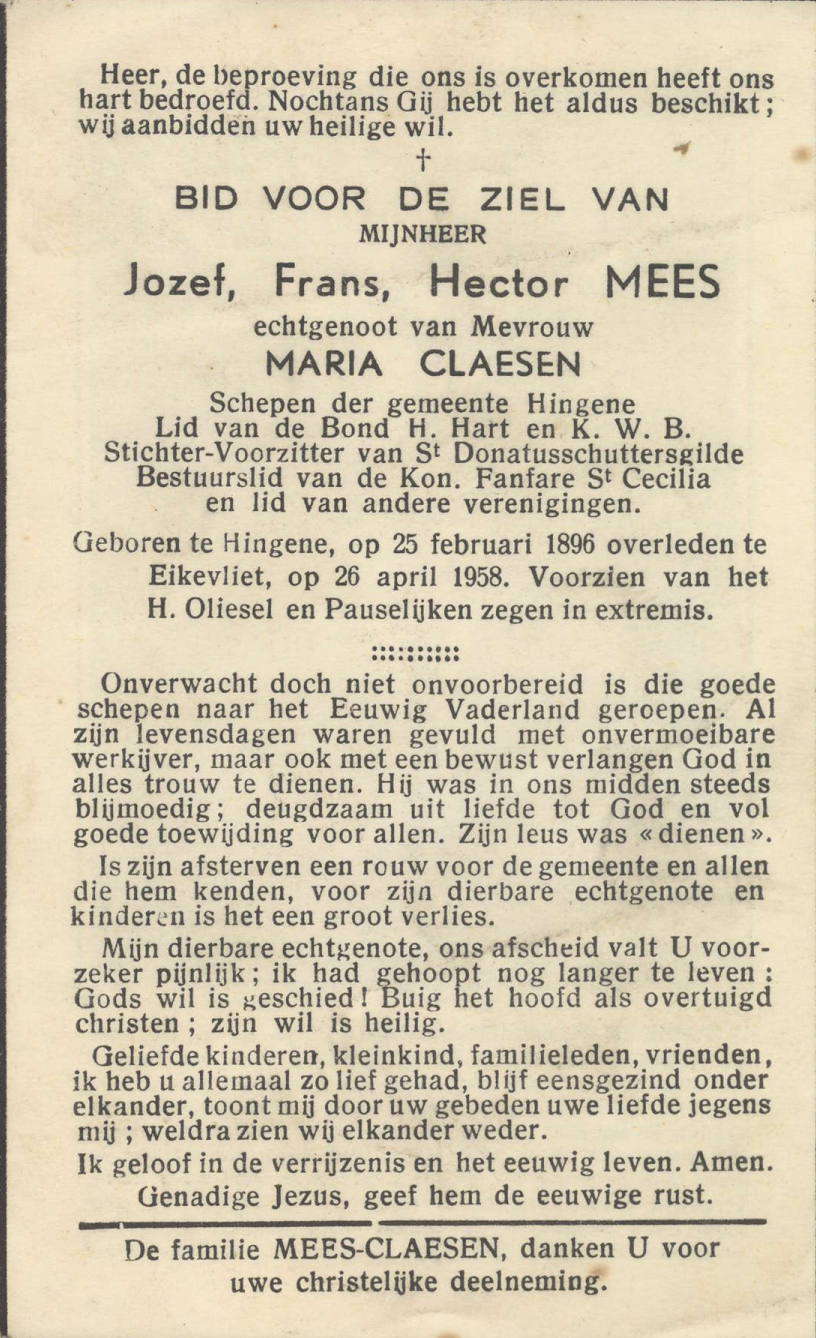 Heer, de beproeving die ons is overkomen heeft ons
hart bedroefd. Nochtans Gij hebt het aldus beschikt ;
wij aanbidden uw heilige wil.
†
BID VOOR DE ZIEL VAN
MIJNHEER
Jozef, Frans, Hector MEES
echtgenoot van Mevrouw
MARIA CLAESEN
Schepen der gemeente Hingene
Lid van de Bond H. Hart en K. W. B.
Stichter-Voorzitter van St Donatusschuttersgilde
Bestuurslid van de Kon. Fanfare St Cecilia
en lid van andere verenigingen.
Geboren te Hingene, op 25 februari 1896 overleden te
Eikevliet, op 26 april 1958. Voorzien van het
H. Oliesel en Pauselijken zegen in extremis.
Onverwacht doch niet onvoorbereid is die goede
schepen naar het Eeuwig Vaderland geroepen. Al
zijn levensdagen waren gevuld met onvermoeibare
werkijver, maar ook met een bewust verlangen God in
alles trouw te dienen. Hij was in ons midden steeds
blijmoedig ; deugdzaam uit liefde tot God en vol
goede toewijding voor allen. Zijn leus was « dienen ».
Is zijn afsterven een rouw voor de gemeente en allen
die hem kenden, voor zijn dierbare echtgenote en
kinderen is het een groot verlies.
Mijn dierbare echtgenote, ons afscheid valt U voor-
zeker pijnlijk ; ik had gehoopt nog langer te leven :
Gods wil is geschied ! Buig het hoofd als overtuigd
christen ; zijn wil is heilig.
Geliefde kinderen, kleinkind, familieleden, vrienden,
ik heb u allemaal zo lief gehad, blijf eensgezind onder
elkander, toont mij door uw gebeden uwe liefde jegens
mij ; weldra zien wij elkander weder.
Ik geloof in de verrijzenis en het eeuwig leven. Amen.
Genadige Jezus, geef hem de eeuwige rust.
De familie MEES-CLAESEN, danken U voor
uwe christelijke deelneming.